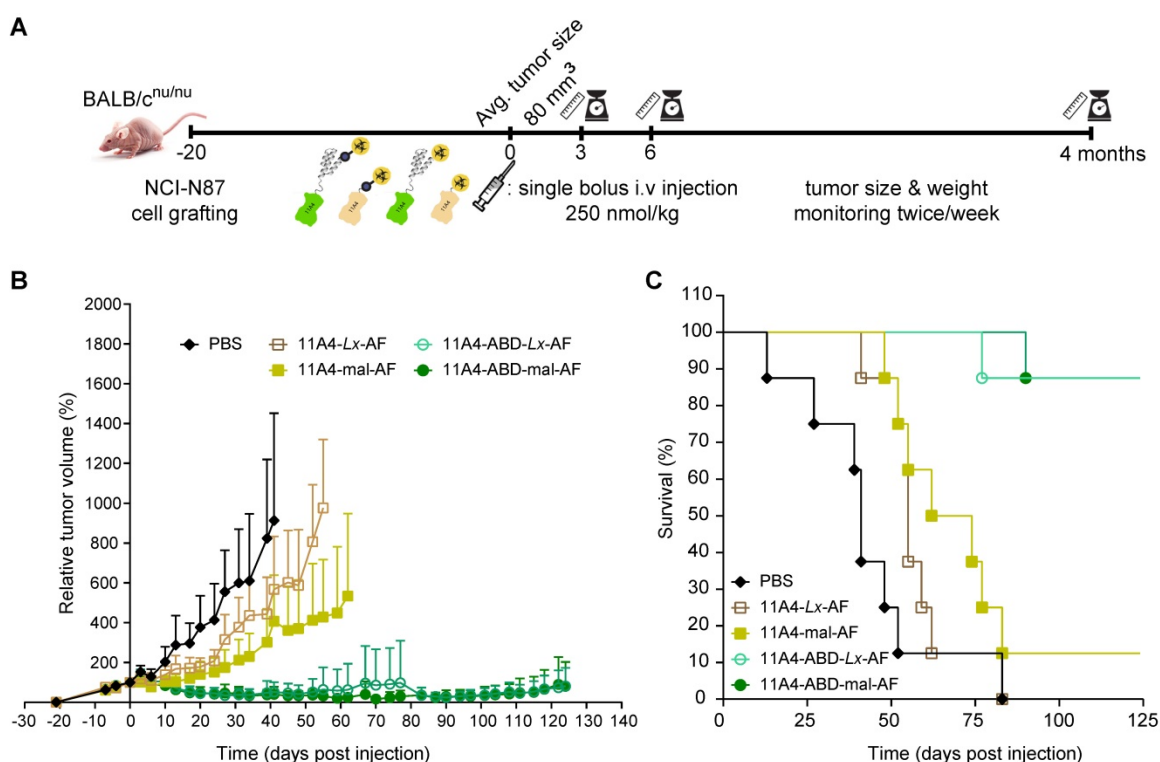 A
BALB/c nu/nu
Avg. tumor size
80 mm³
-20
0
3
6
4 months
NCI-N87
cell grafting
11A4
11A4
11A4
11A4
: single bolus i.v injection
250 nmol/kg
tumor size & weight
monitoring twice/week
B
Relative tumor volume (%)
2000
1800
1600
1400
1200
1000
800
600
400
200
0
PBS
11A4-Lx-AF
11A4-ABD-Lx-AF
11A4-mal-AF
11A4-ABD-mal-AF
-30 -20 -10 0 10 20 30 40 50 60 70 80 90 100 110 120 130 140
Time (days post injection)
C
Survival (%)
110
100
90
80
70
60
50
40
30
20
10
0
PBS
11A4-Lx-AF
11A4-mal-AF
11A4-ABD-Lx-AF
11A4-ABD-mal-AF
0 25 50 75 100 125
Time (days post injection)